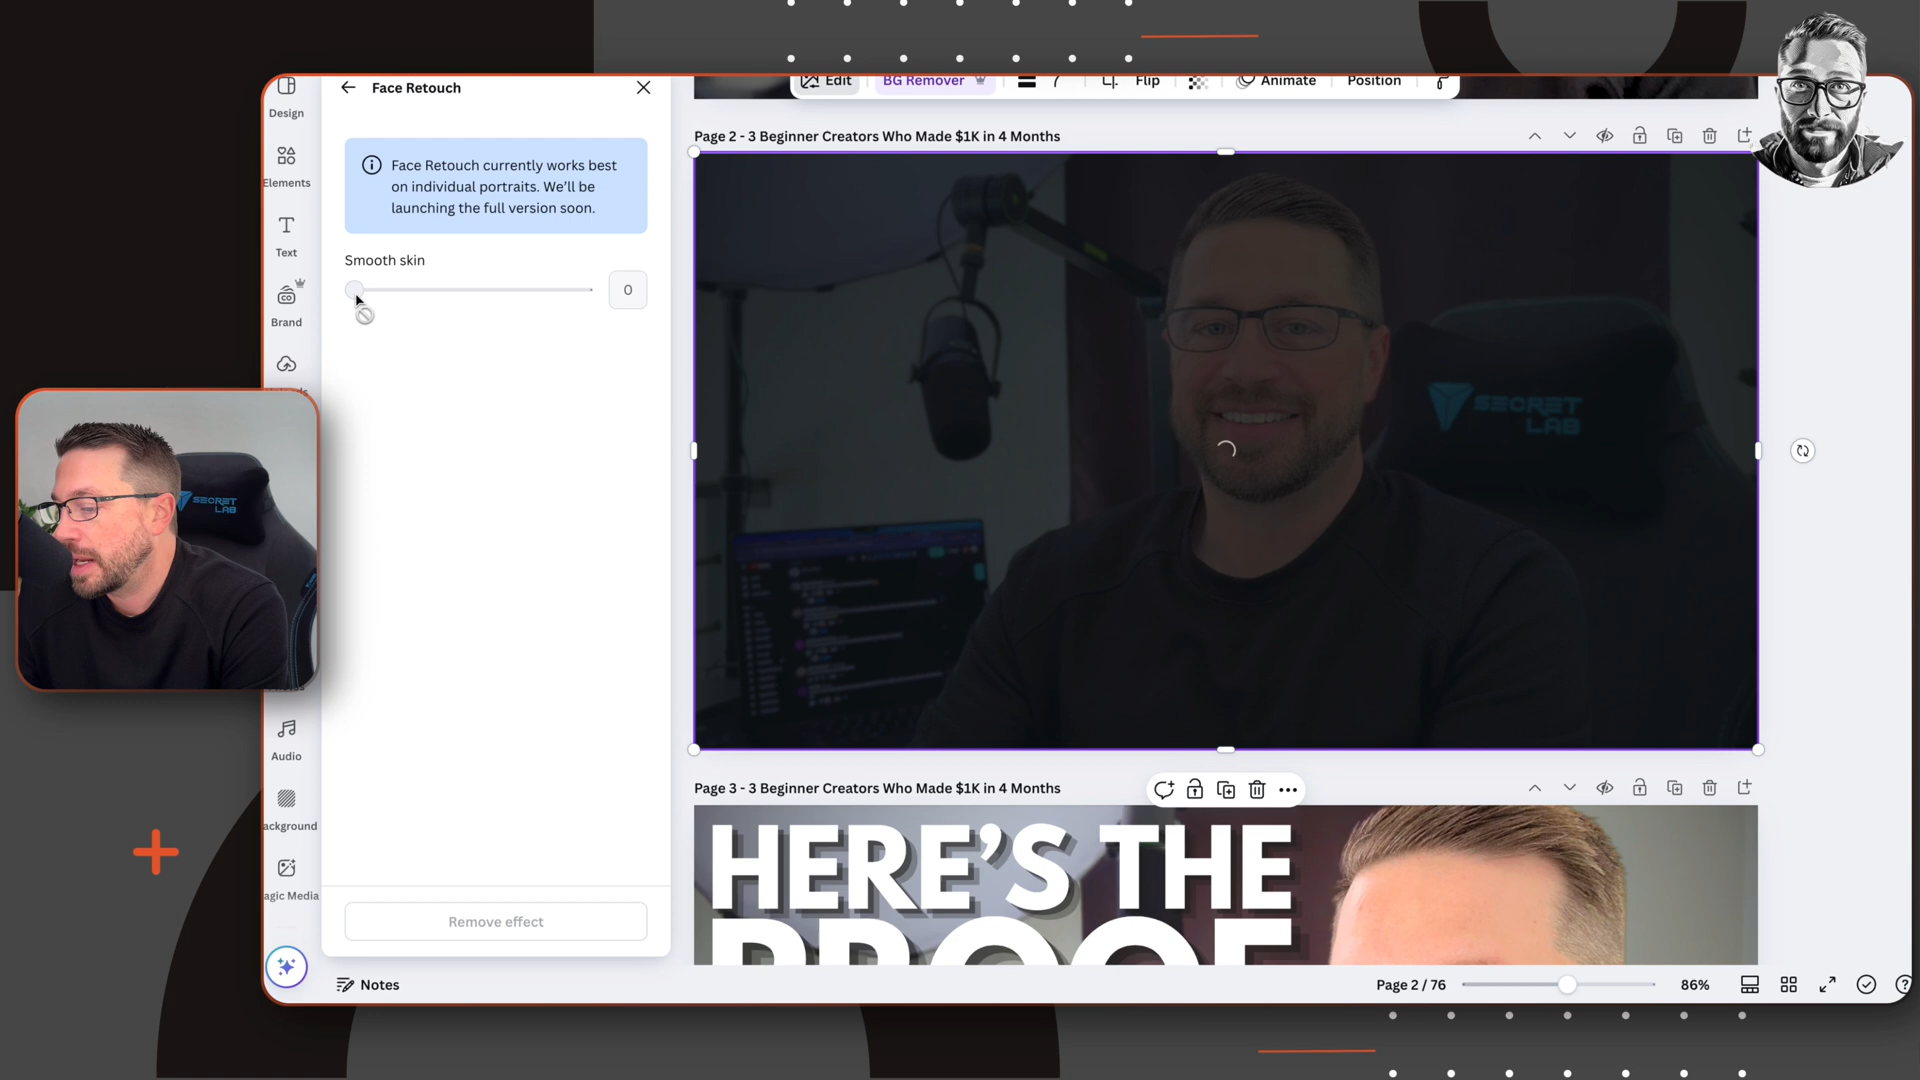 Design
Elements
Text
Brand
Audio
ackground
agic Media
Face Retouch
Face Retouch currently works best
on individual portraits. We'll be
launching the full version soon.
Smooth skin
0
Remove effect
Notes
Edit
BG Remover
Flip
Animate
Position
Page 2 - 3 Beginner Creators Who Made $1K in 4 Months
SECRET
LAB
SECRET
LAB
Page 3 - 3 Beginner Creators Who Made $1K in 4 Months
HERE'S THE
PROOF
Page 2 / 76
86%